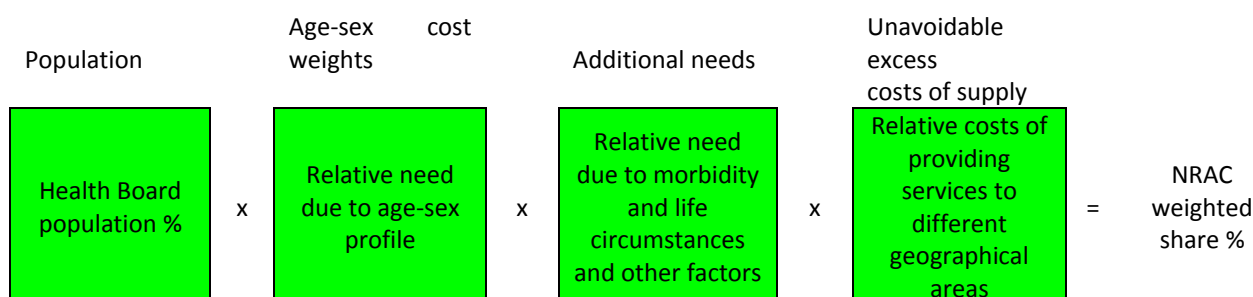 Population
Age-sex cost
weights
Additional needs
Unavoidable
excess
costs of supply
Health Board
population %
x
Relative need
due to age-sex
profile
x
Relative need
due to morbidity
and life
circumstances
and other factors
x
Relative costs of
providing
services to
different
geographical
areas
=
NRAC
weighted
share %